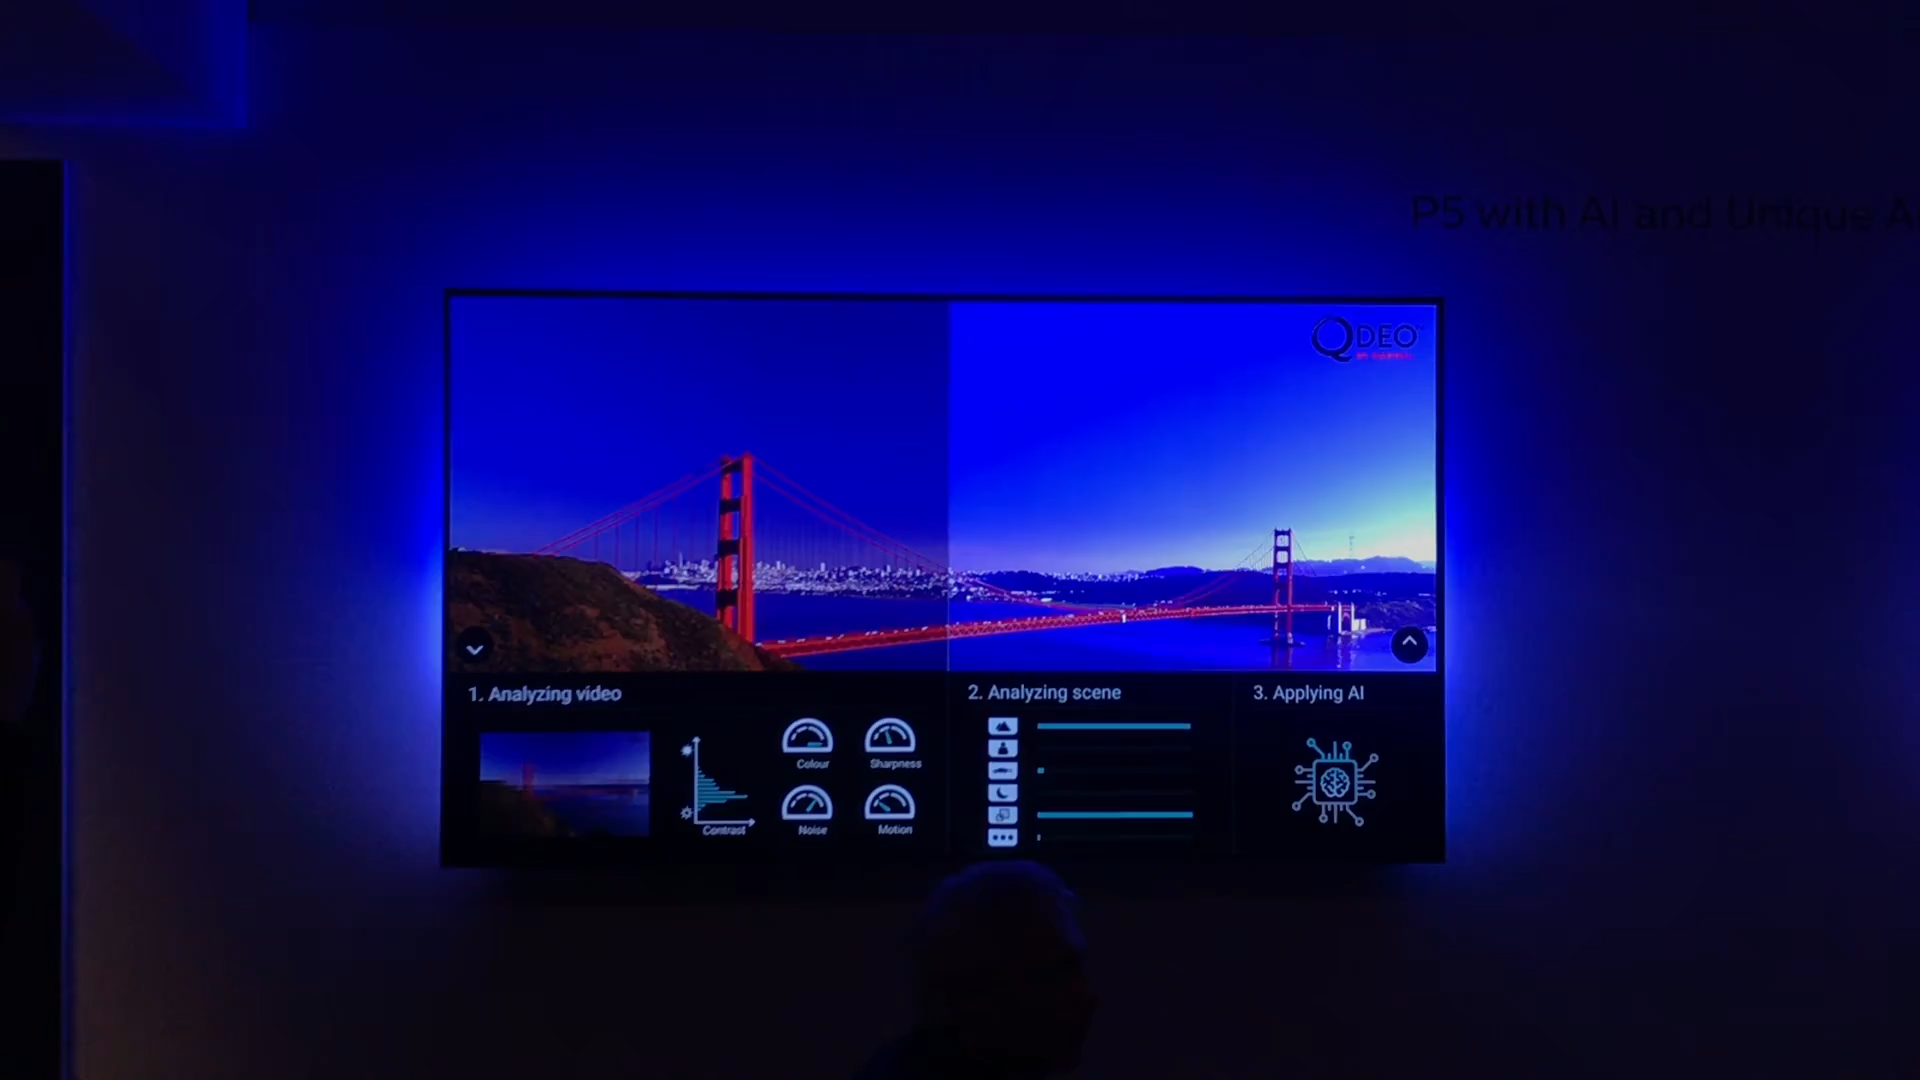 P5 with AI and Unique A
QDEO
1. Analyzing video
2. Analyzing scene
3. Applying AI
Colour
Sharpness
Contrast
Noise
Motion